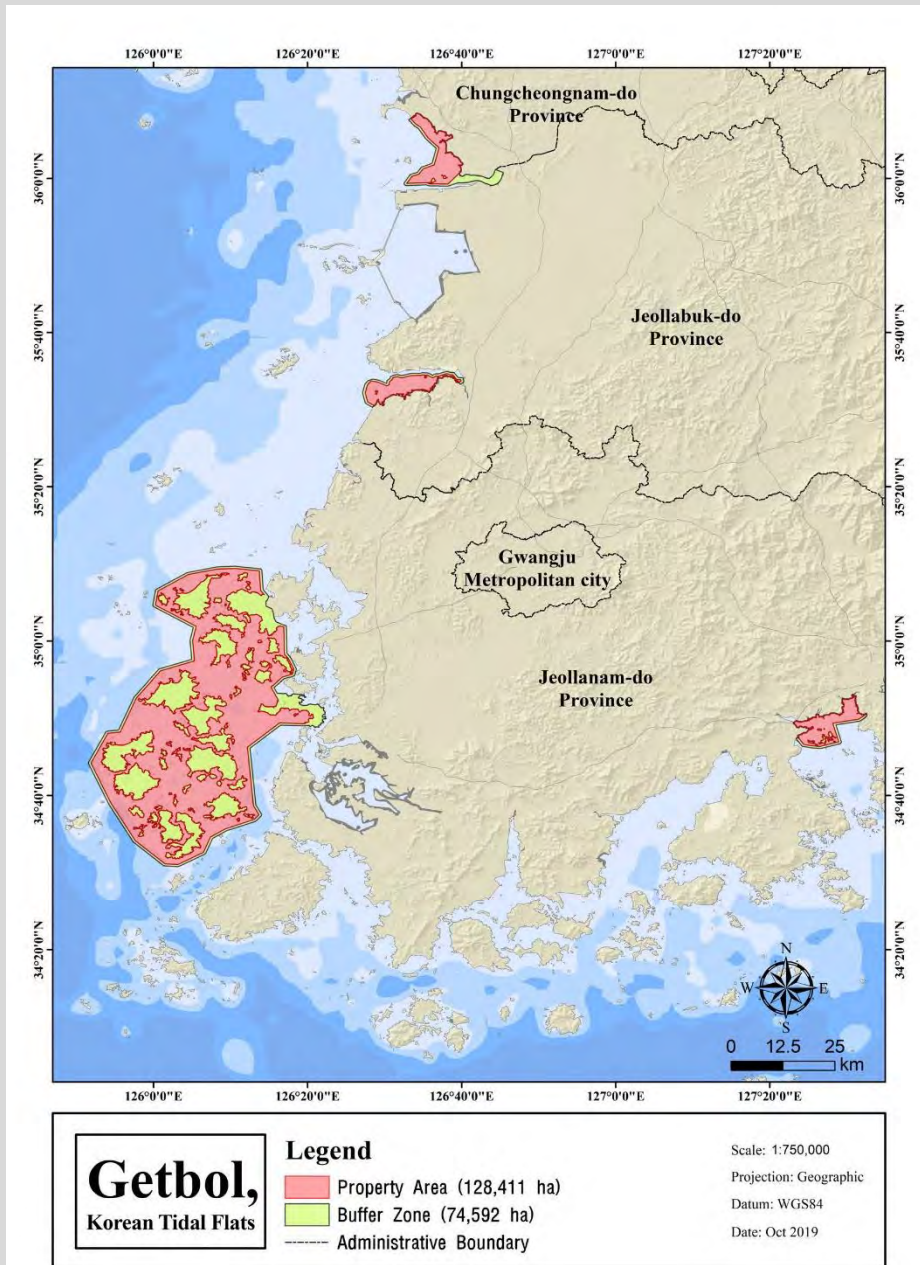 126°0'0"E 126°20'0"E 126°40'0"E 127°0'0"E 127°20'0"E
Chungcheongnam-do
Province
36°0'0"N
36°0'0"N
Jeollabuk-do
Province
35°40'0"N
35°40'0"N
35°20'0"N
35°20'0"N
Gwangju
Metropolitan city
35°0'0"N
35°0'0"N
Jeollanam-do
Province
34°40'0"N
34°40'0"N
34°20'0"N
34°20'0"N
N
W E
S
0 12.5 25
km
126°0'0"E 126°20'0"E 126°40'0"E 127°0'0"E 127°20'0"E
Getbol,
Korean Tidal Flats
Legend
Property Area (128,411 ha)
Buffer Zone (74,592 ha)
Administrative Boundary
Scale: 1:750,000
Projection: Geographic
Datum: WGS84
Date: Oct 2019